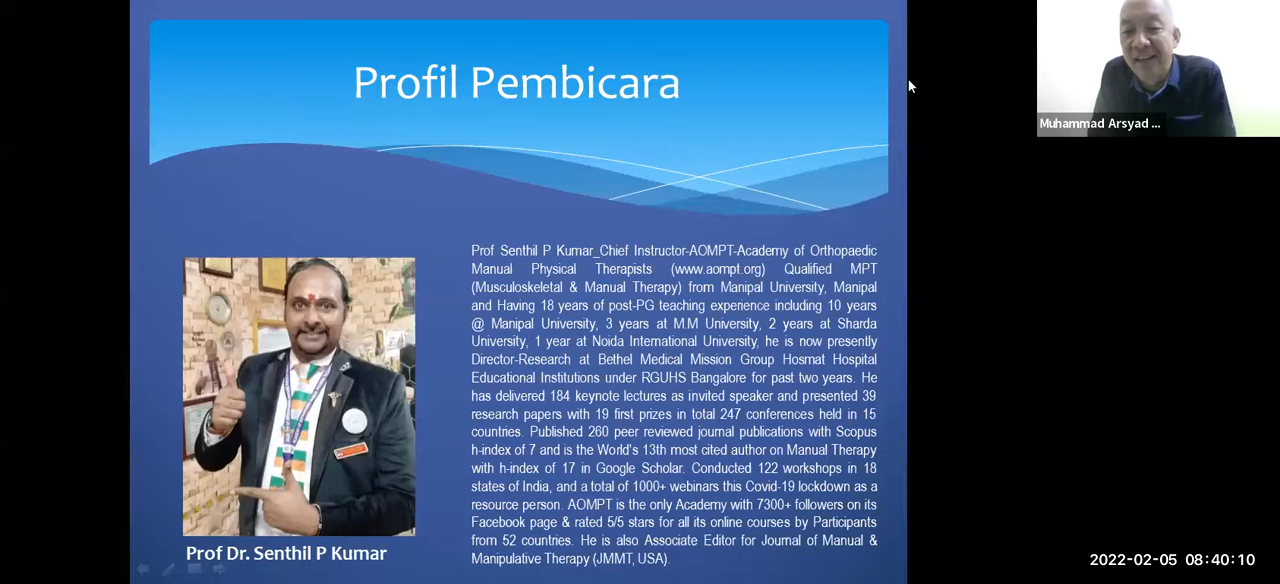 Profil Pembicara
Muhammad Arsyad ...
Prof Senthil P Kumar_Chief Instructor-AOMPT-Academy of Orthopaedic
Manual Physical Therapists (www.aompt.org) Qualified MPT
(Musculoskeletal & Manual Therapy) from Manipal University, Manipal
and Having 18 years of post-PG teaching experience including 10 years
@ Manipal University, 3 years at M.M University, 2 years at Sharda
University, 1 year at Noida International University, he is now presently
Director-Research at Bethel Medical Mission Group Hosmat Hospital
Educational Institutions under RGUHS Bangalore for past two years. He
has delivered 184 keynote lectures as invited speaker and presented 39
research papers with 19 first prizes in total 247 conferences held in 15
countries. Published 260 peer reviewed journal publications with Scopus
h-index of 7 and is the World's 13th most cited author on Manual Therapy
with h-index of 17 in Google Scholar. Conducted 122 workshops in 18
states of India, and a total of 1000+ webinars this Covid-19 lockdown as a
resource person. AOMPT is the only Academy with 7300+ followers on its
Facebook page & rated 5/5 stars for all its online courses by Participants
from 52 countries. He is also Associate Editor for Journal of Manual &
Manipulative Therapy (JMMT, USA).
Prof Dr. Senthil P Kumar
2022-02-05 08:40:10